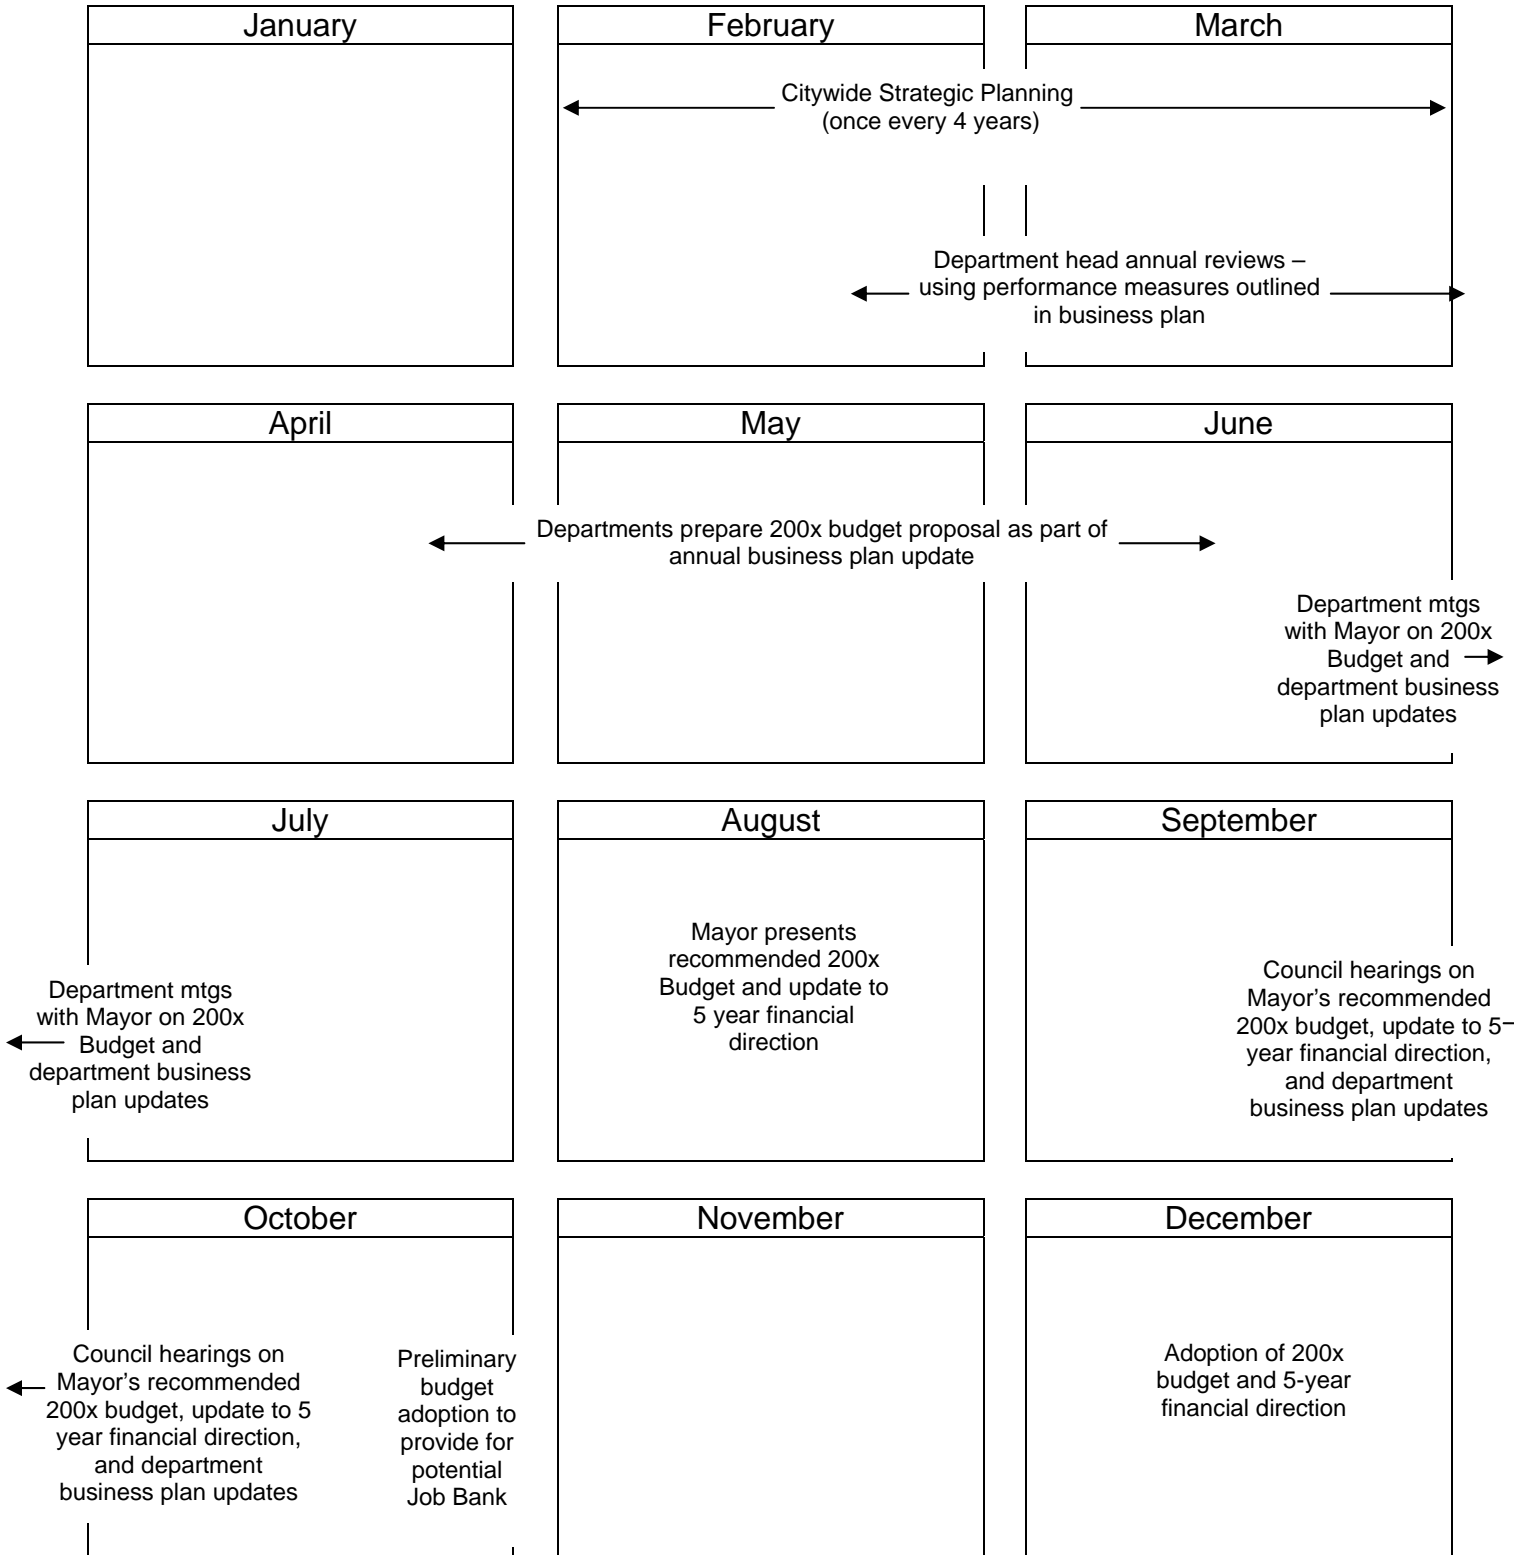 January
February
March
Citywide Strategic Planning
(once every 4 years)
Department head annual reviews –
using performance measures outlined
in business plan
April
May
June
Departments prepare 200x budget proposal as part of
annual business plan update
Department mtgs
with Mayor on 200x
Budget and
department business
plan updates
July
August
September
Department mtgs
with Mayor on 200x
Budget and
department business
plan updates
Mayor presents
recommended 200x
Budget and update to
5 year financial
direction
Council hearings on
Mayor’s recommended
200x budget, update to 5–
year financial direction,
and department
business plan updates
October
November
December
Council hearings on
Mayor’s recommended
200x budget, update to 5
year financial direction,
and department
business plan updates
Preliminary
budget
adoption to
provide for
potential
Job Bank
Adoption of 200x
budget and 5-year
financial direction